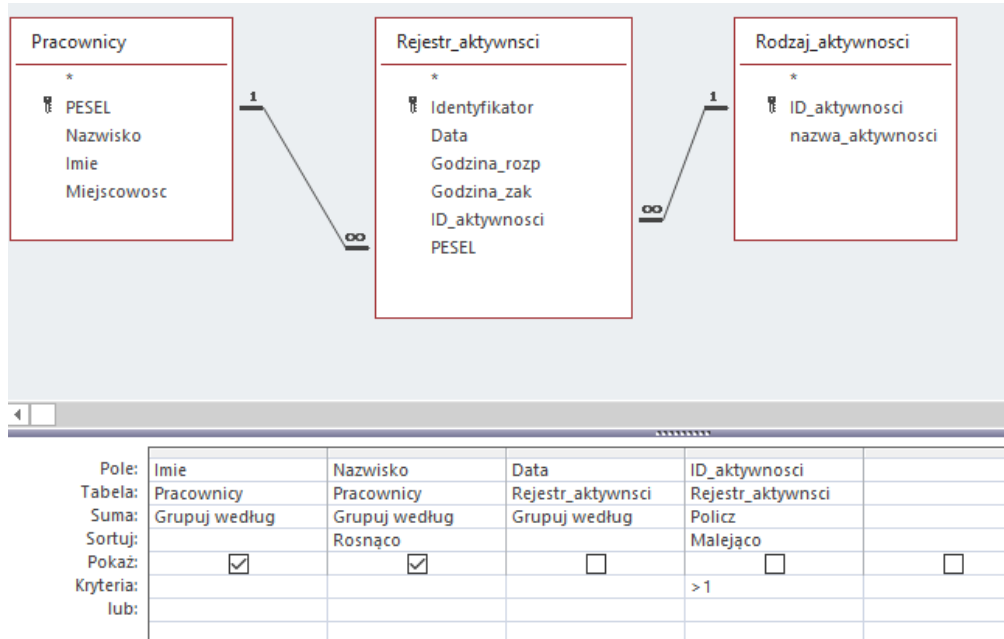 Pracownicy
*
PESEL
Nazwisko
Imie
Miejscowosc
1
∞
Rejestr_aktywnsci
*
Identyfikator
Data
Godzina_rozp
Godzina_zak
ID_aktywnosci
PESEL
∞
1
Rodzaj_aktywnosci
*
ID_aktywnosci
nazwa_aktywnosci
Pole: Imie Nazwisko Data ID_aktywnosci
Tabela: Pracownicy Pracownicy Rejestr_aktywnsci Rejestr_aktywnsci
Suma: Grupuj według Grupuj według Grupuj według Policz
Sortuj: Rosnąco Malejąco
Pokaż:
Kryteria: >1
lub: